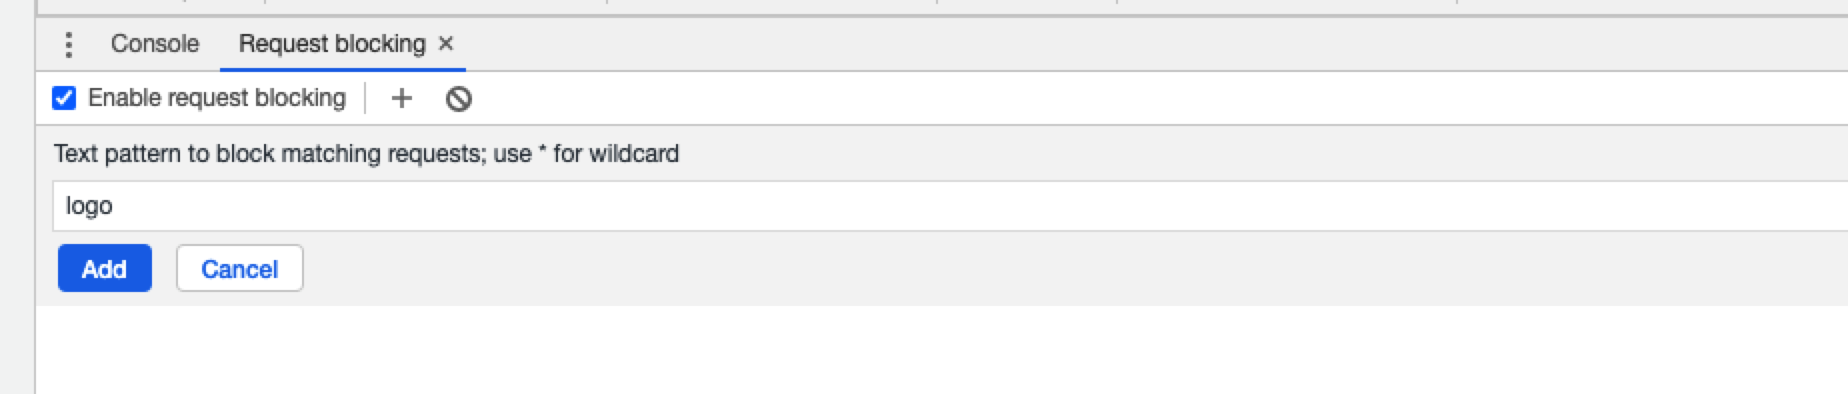 Console Request blocking ×
Enable request blocking
Text pattern to block matching requests; use * for wildcard
logo
Add Cancel